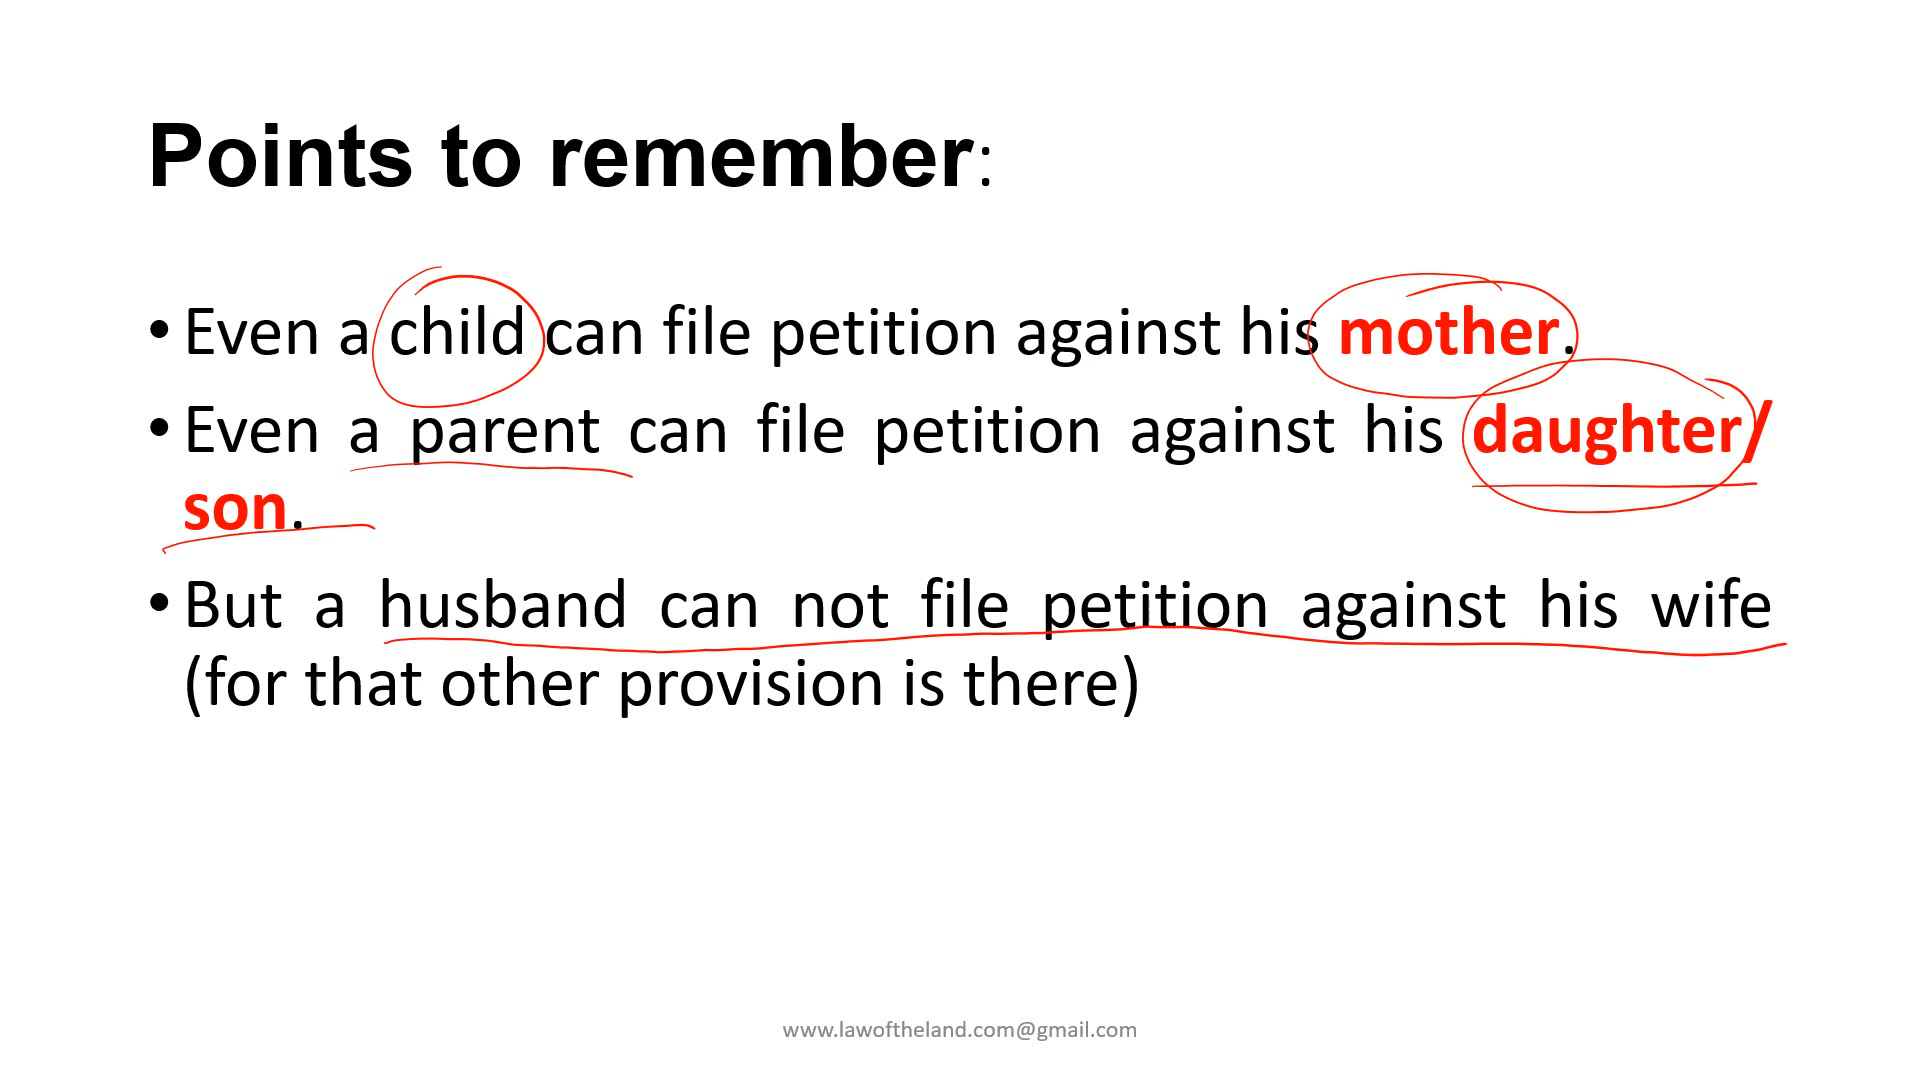 Points to remember:
• Even a child can file petition against his mother.
• Even a parent can file petition against his daughter/
son.
• But a husband can not file petition against his wife
(for that other provision is there)
www.lawoftheland.com@gmail.com